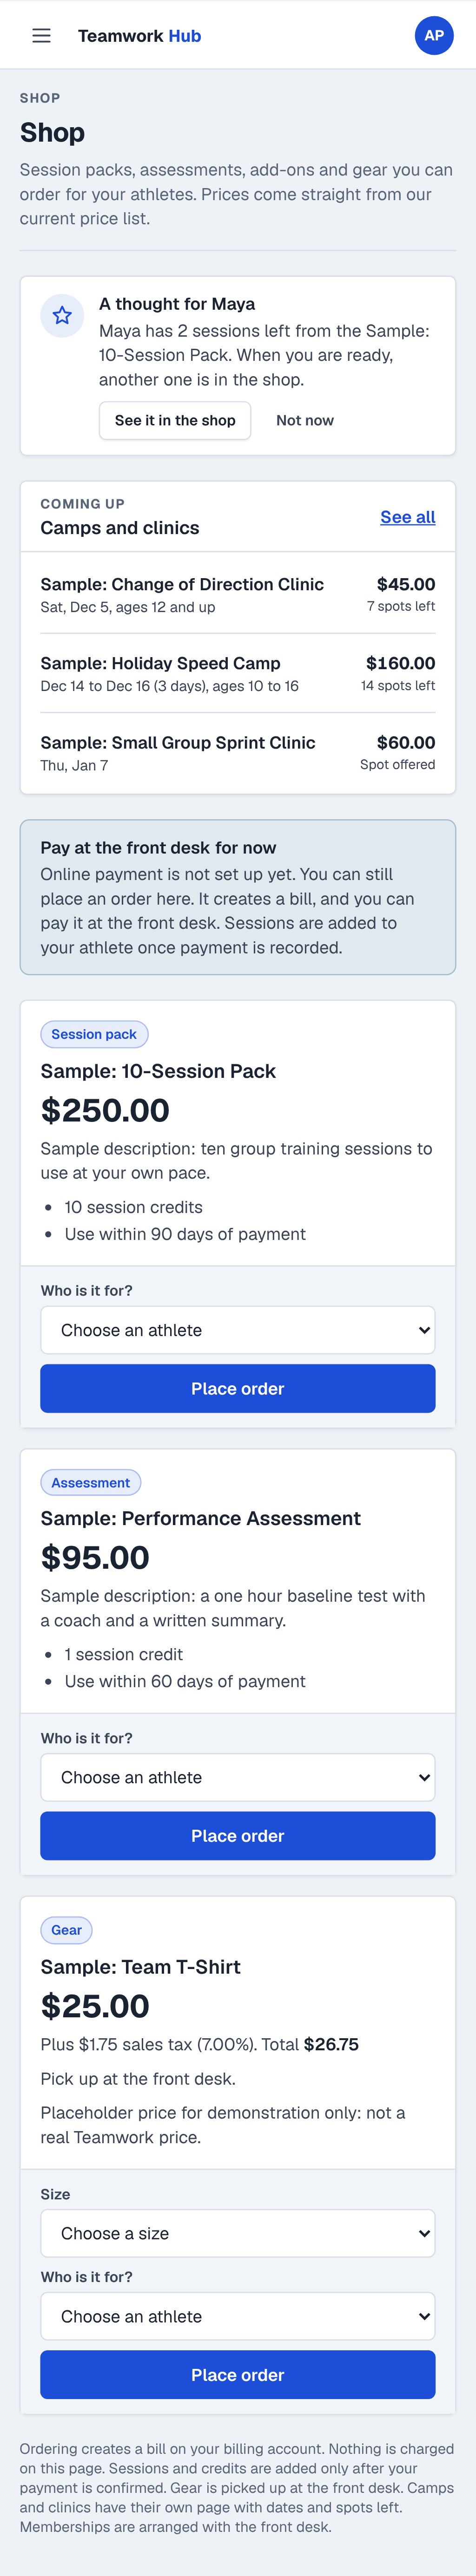 Teamwork Hub
AP
SHOP
Shop
Session packs, assessments, add-ons and gear you can
order for your athletes. Prices come straight from our
current price list.
A thought for Maya
Maya has 2 sessions left from the Sample:
10-Session Pack. When you are ready,
another one is in the shop.
See it in the shop
Not now
COMING UP
Camps and clinics
See all
Sample: Change of Direction Clinic
$45.00
Sat, Dec 5, ages 12 and up
7 spots left
Sample: Holiday Speed Camp
$160.00
Dec 14 to Dec 16 (3 days), ages 10 to 16
14 spots left
Sample: Small Group Sprint Clinic
$60.00
Thu, Jan 7
Spot offered
Pay at the front desk for now
Online payment is not set up yet. You can still
place an order here. It creates a bill, and you can
pay it at the front desk. Sessions are added to
your athlete once payment is recorded.
Session pack
Sample: 10-Session Pack
$250.00
Sample description: ten group training sessions to
use at your own pace.
• 10 session credits
• Use within 90 days of payment
Who is it for?
Choose an athlete
Place order
Assessment
Sample: Performance Assessment
$95.00
Sample description: a one hour baseline test with
a coach and a written summary.
• 1 session credit
• Use within 60 days of payment
Who is it for?
Choose an athlete
Place order
Gear
Sample: Team T-Shirt
$25.00
Plus $1.75 sales tax (7.00%). Total $26.75
Pick up at the front desk.
Placeholder price for demonstration only: not a
real Teamwork price.
Size
Choose a size
Who is it for?
Choose an athlete
Place order
Ordering creates a bill on your billing account. Nothing is charged
on this page. Sessions and credits are added only after your
payment is confirmed. Gear is picked up at the front desk. Camps
and clinics have their own page with dates and spots left.
Memberships are arranged with the front desk.